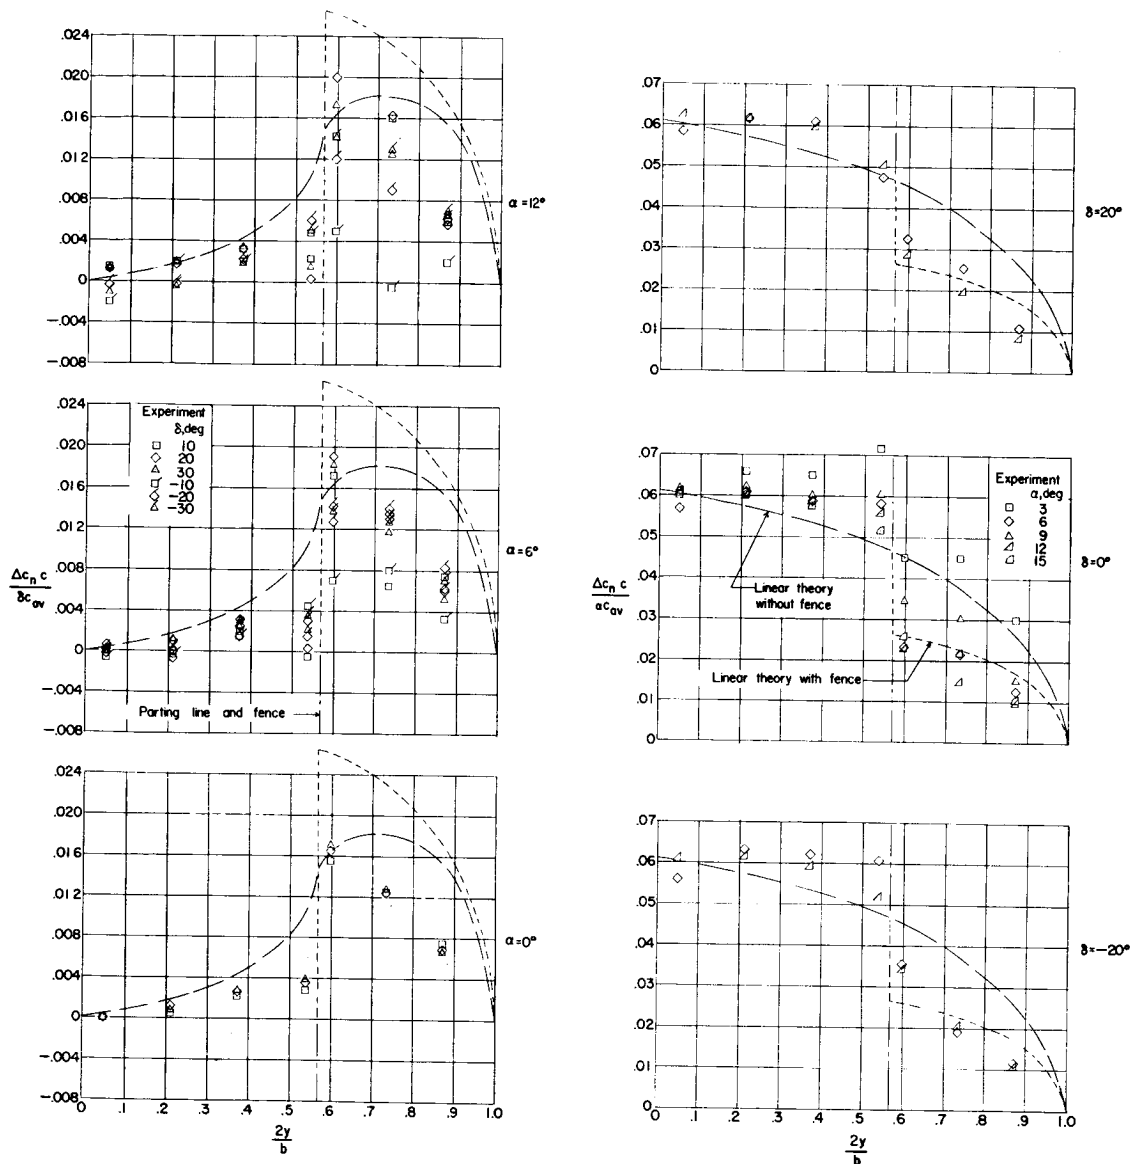 .024
.020
.016
.012
.008
.004
0
-.004
-.008
α=12°
.024
.020
.016
.012
.008
.004
0
-.004
-.008
Experiment
δ,deg
10
20
30
-10
-20
-30
α=6°
Δcₙ c
δcav
Parting line and fence
.024
.020
.016
.012
.008
.004
0
-.004
-.008
α=0°
0 .1 .2 .3 .4 .5 .6 .7 .8 .9 1.0
2y
b
.07
.06
.05
.04
.03
.02
.01
0
δ=20°
.07
.06
.05
.04
.03
.02
.01
0
Experiment
α,deg
3
6
9
12
15
δ=0°
Δcₙ c
αcav
Linear theory
without fence
Linear theory with fence
.07
.06
.05
.04
.03
.02
.01
0
δ=-20°
0 .1 .2 .3 .4 .5 .6 .7 .8 .9 1.0
2y
b